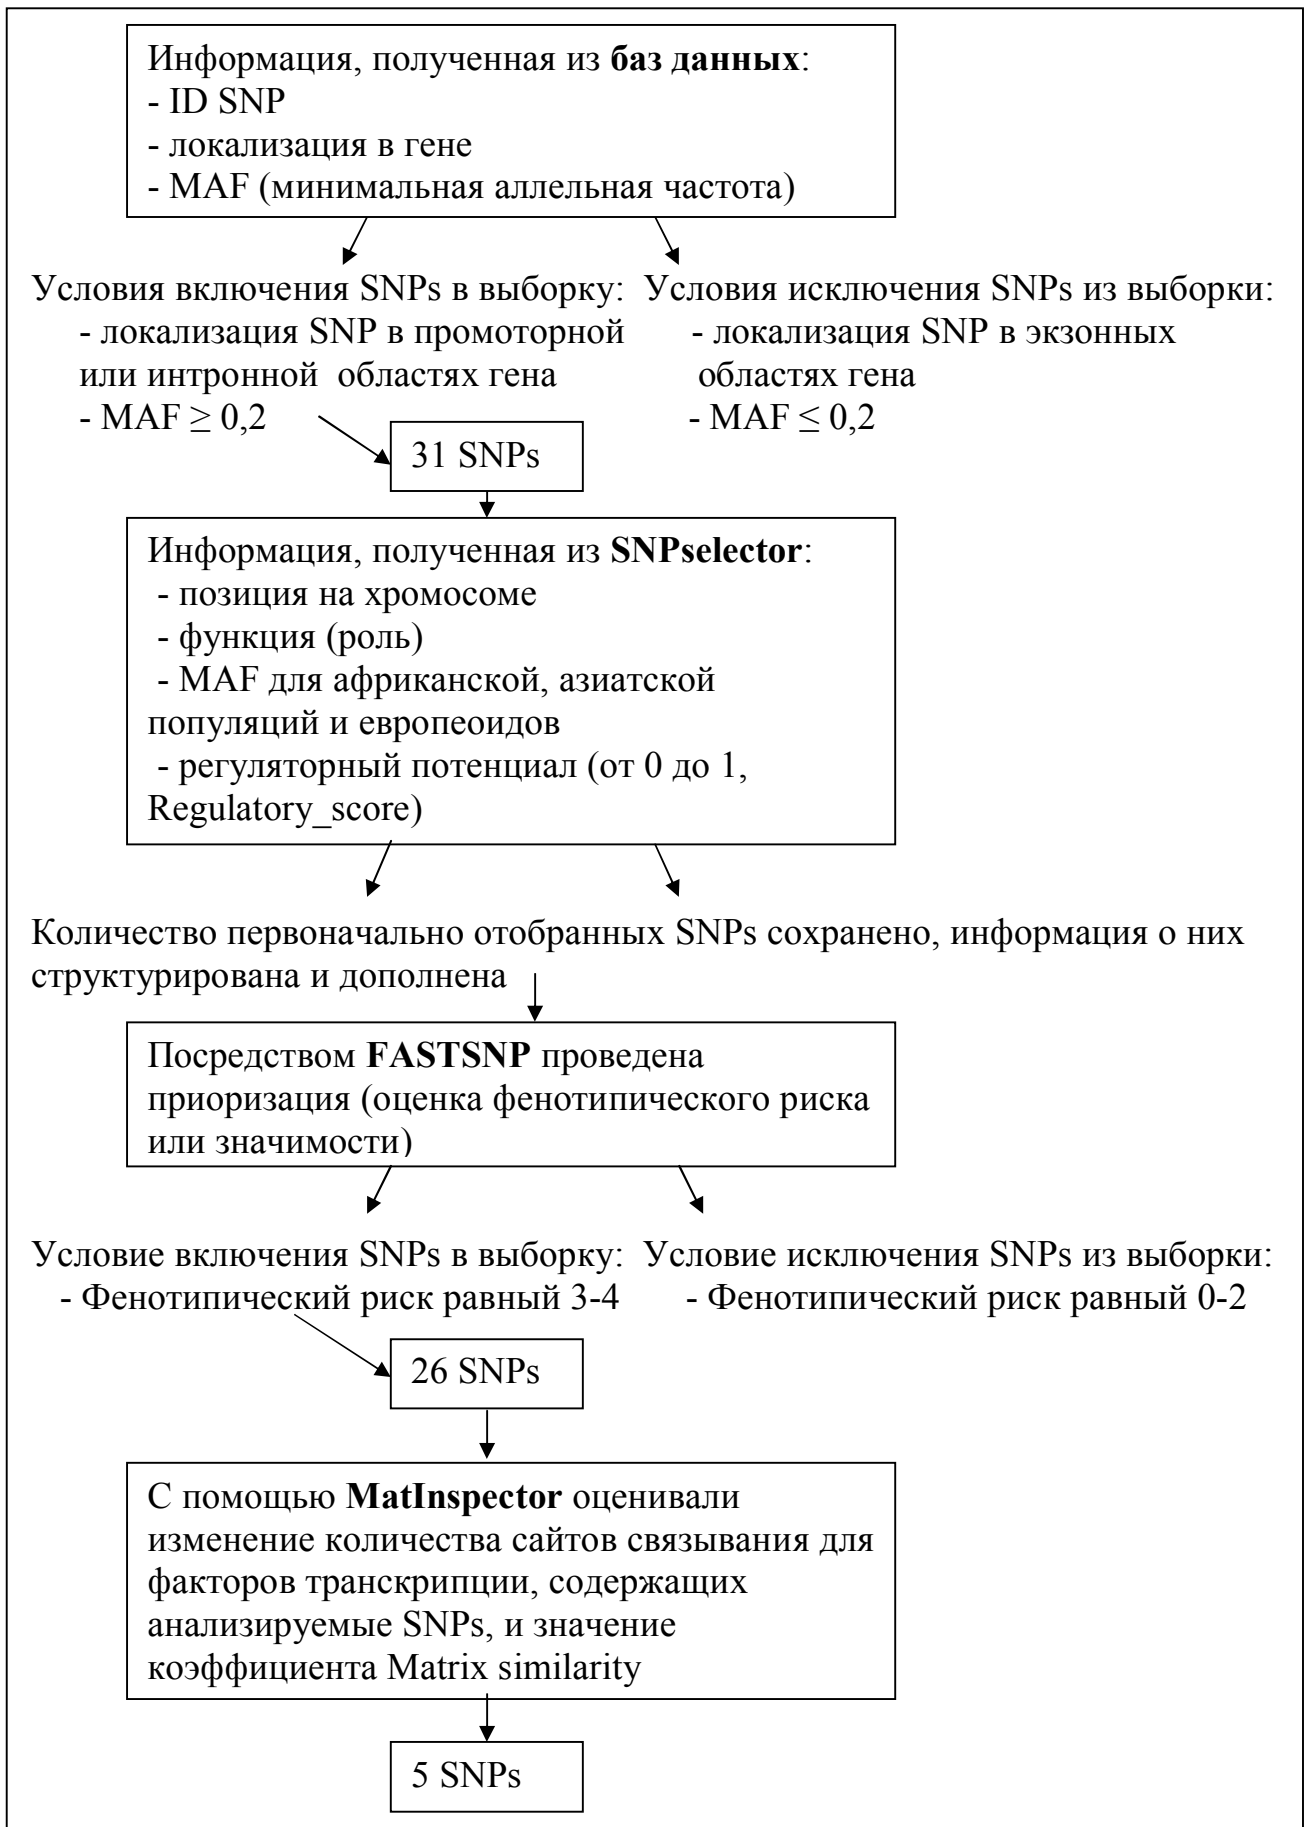 Информация, полученная из баз данных:
- ID SNP
- локализация в гене
- MAF (минимальная аллельная частота)
Условия включения SNPs в выборку:
- локализация SNP в промоторной
или интронной областях гена
- MAF ≥ 0,2
Условия исключения SNPs из выборки:
- локализация SNP в экзонных
областях гена
- MAF ≤ 0,2
31 SNPs
Информация, полученная из SNPselector:
- позиция на хромосоме
- функция (роль)
- MAF для африканской, азиатской
популяций и европеоидов
- регуляторный потенциал (от 0 до 1,
Regulatory_score)
Количество первоначально отобранных SNPs сохранено, информация о них
структурирована и дополнена
Посредством FASTSNP проведена
приоризация (оценка фенотипического риска
или значимости)
Условие включения SNPs в выборку:
- Фенотипический риск равный 3-4
Условие исключения SNPs из выборки:
- Фенотипический риск равный 0-2
26 SNPs
С помощью MatInspector оценивали
изменение количества сайтов связывания для
факторов транскрипции, содержащих
анализируемые SNPs, и значение
коэффициента Matrix similarity
5 SNPs